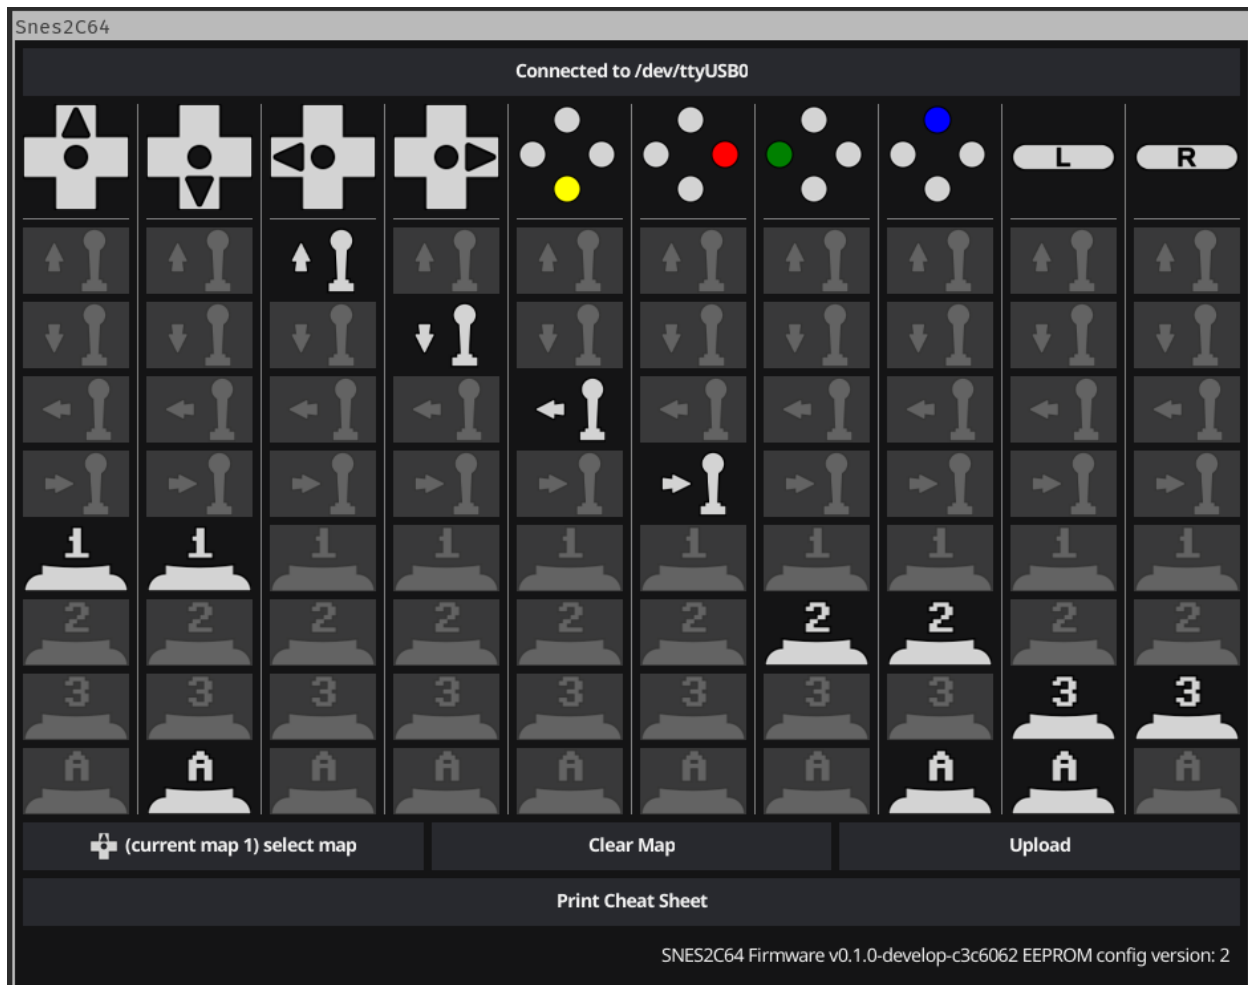 Snes2C64
Connected to /dev/ttyUSB0
L R
1 1 1 1 1 1 1 1 1 1
2 2 2 2 2 2 2 2 2 2
3 3 3 3 3 3 3 3 3 3
A A A A A A A A A A
(current map 1) select map Clear Map Upload
Print Cheat Sheet
SNES2C64 Firmware v0.1.0-develop-c3c6062 EEPROM config version: 2